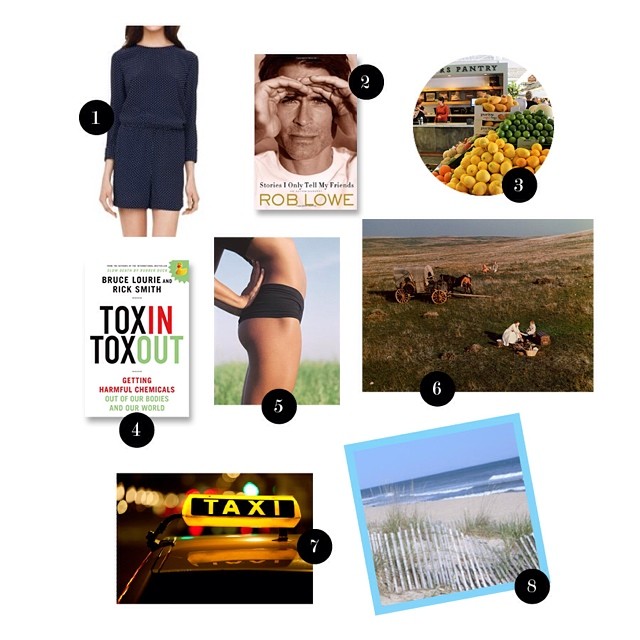 1
2
Stories I Only Tell My Friends
ROB LOWE
RS PANTRY
3
BRUCE LOURIE AND
RICK SMITH
TOXIN
TOXOUT
GETTING
HARMFUL CHEMICALS
OUT OF OUR BODIES
AND OUR WORLD
4
5
6
TAXI
7
8